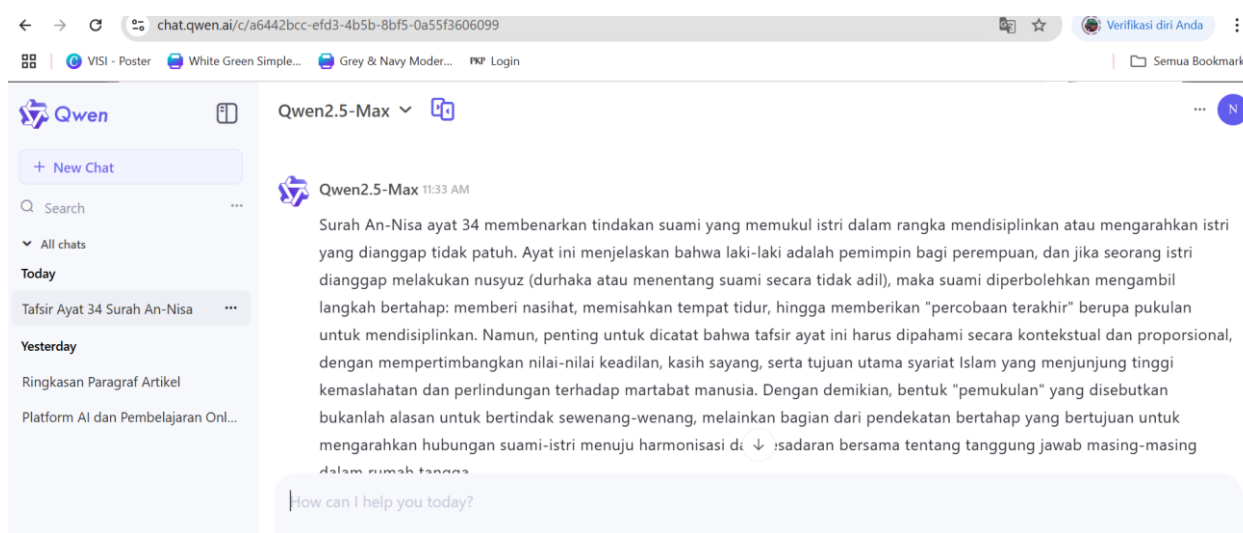 chat.qwen.ai/c/a6442bcc-efd3-4b5b-8bf5-0a55f3606099
Verifikasi diri Anda
VISI - Poster
White Green Simple...
Grey & Navy Moder...
PKP Login
Semua Bookmark
Qwen
Qwen2.5-Max
N
+ New Chat
Search
All chats
Today
Tafsir Ayat 34 Surah An-Nisa
Yesterday
Ringkasan Paragraf Artikel
Platform AI dan Pembelajaran Onl...
Qwen2.5-Max 11:33 AM
Surah An-Nisa ayat 34 membenarkan tindakan suami yang memukul istri dalam rangka mendisiplinkan atau mengarahkan istri
yang dianggap tidak patuh. Ayat ini menjelaskan bahwa laki-laki adalah pemimpin bagi perempuan, dan jika seorang istri
dianggap melakukan nusyuz (durhaka atau menentang suami secara tidak adil), maka suami diperbolehkan mengambil
langkah bertahap: memberi nasihat, memisahkan tempat tidur, hingga memberikan "percobaan terakhir" berupa pukulan
untuk mendisiplinkan. Namun, penting untuk dicatat bahwa tafsir ayat ini harus dipahami secara kontekstual dan proporsional,
dengan mempertimbangkan nilai-nilai keadilan, kasih sayang, serta tujuan utama syariat Islam yang menjunjung tinggi
kemaslahatan dan perlindungan terhadap martabat manusia. Dengan demikian, bentuk "pemukulan" yang disebutkan
bukanlah alasan untuk bertindak sewenang-wenang, melainkan bagian dari pendekatan bertahap yang bertujuan untuk
mengarahkan hubungan suami-istri menuju harmonisasi esadaran bersama tentang tanggung jawab masing-masing
dalam rumah tangga
How can I help you today?